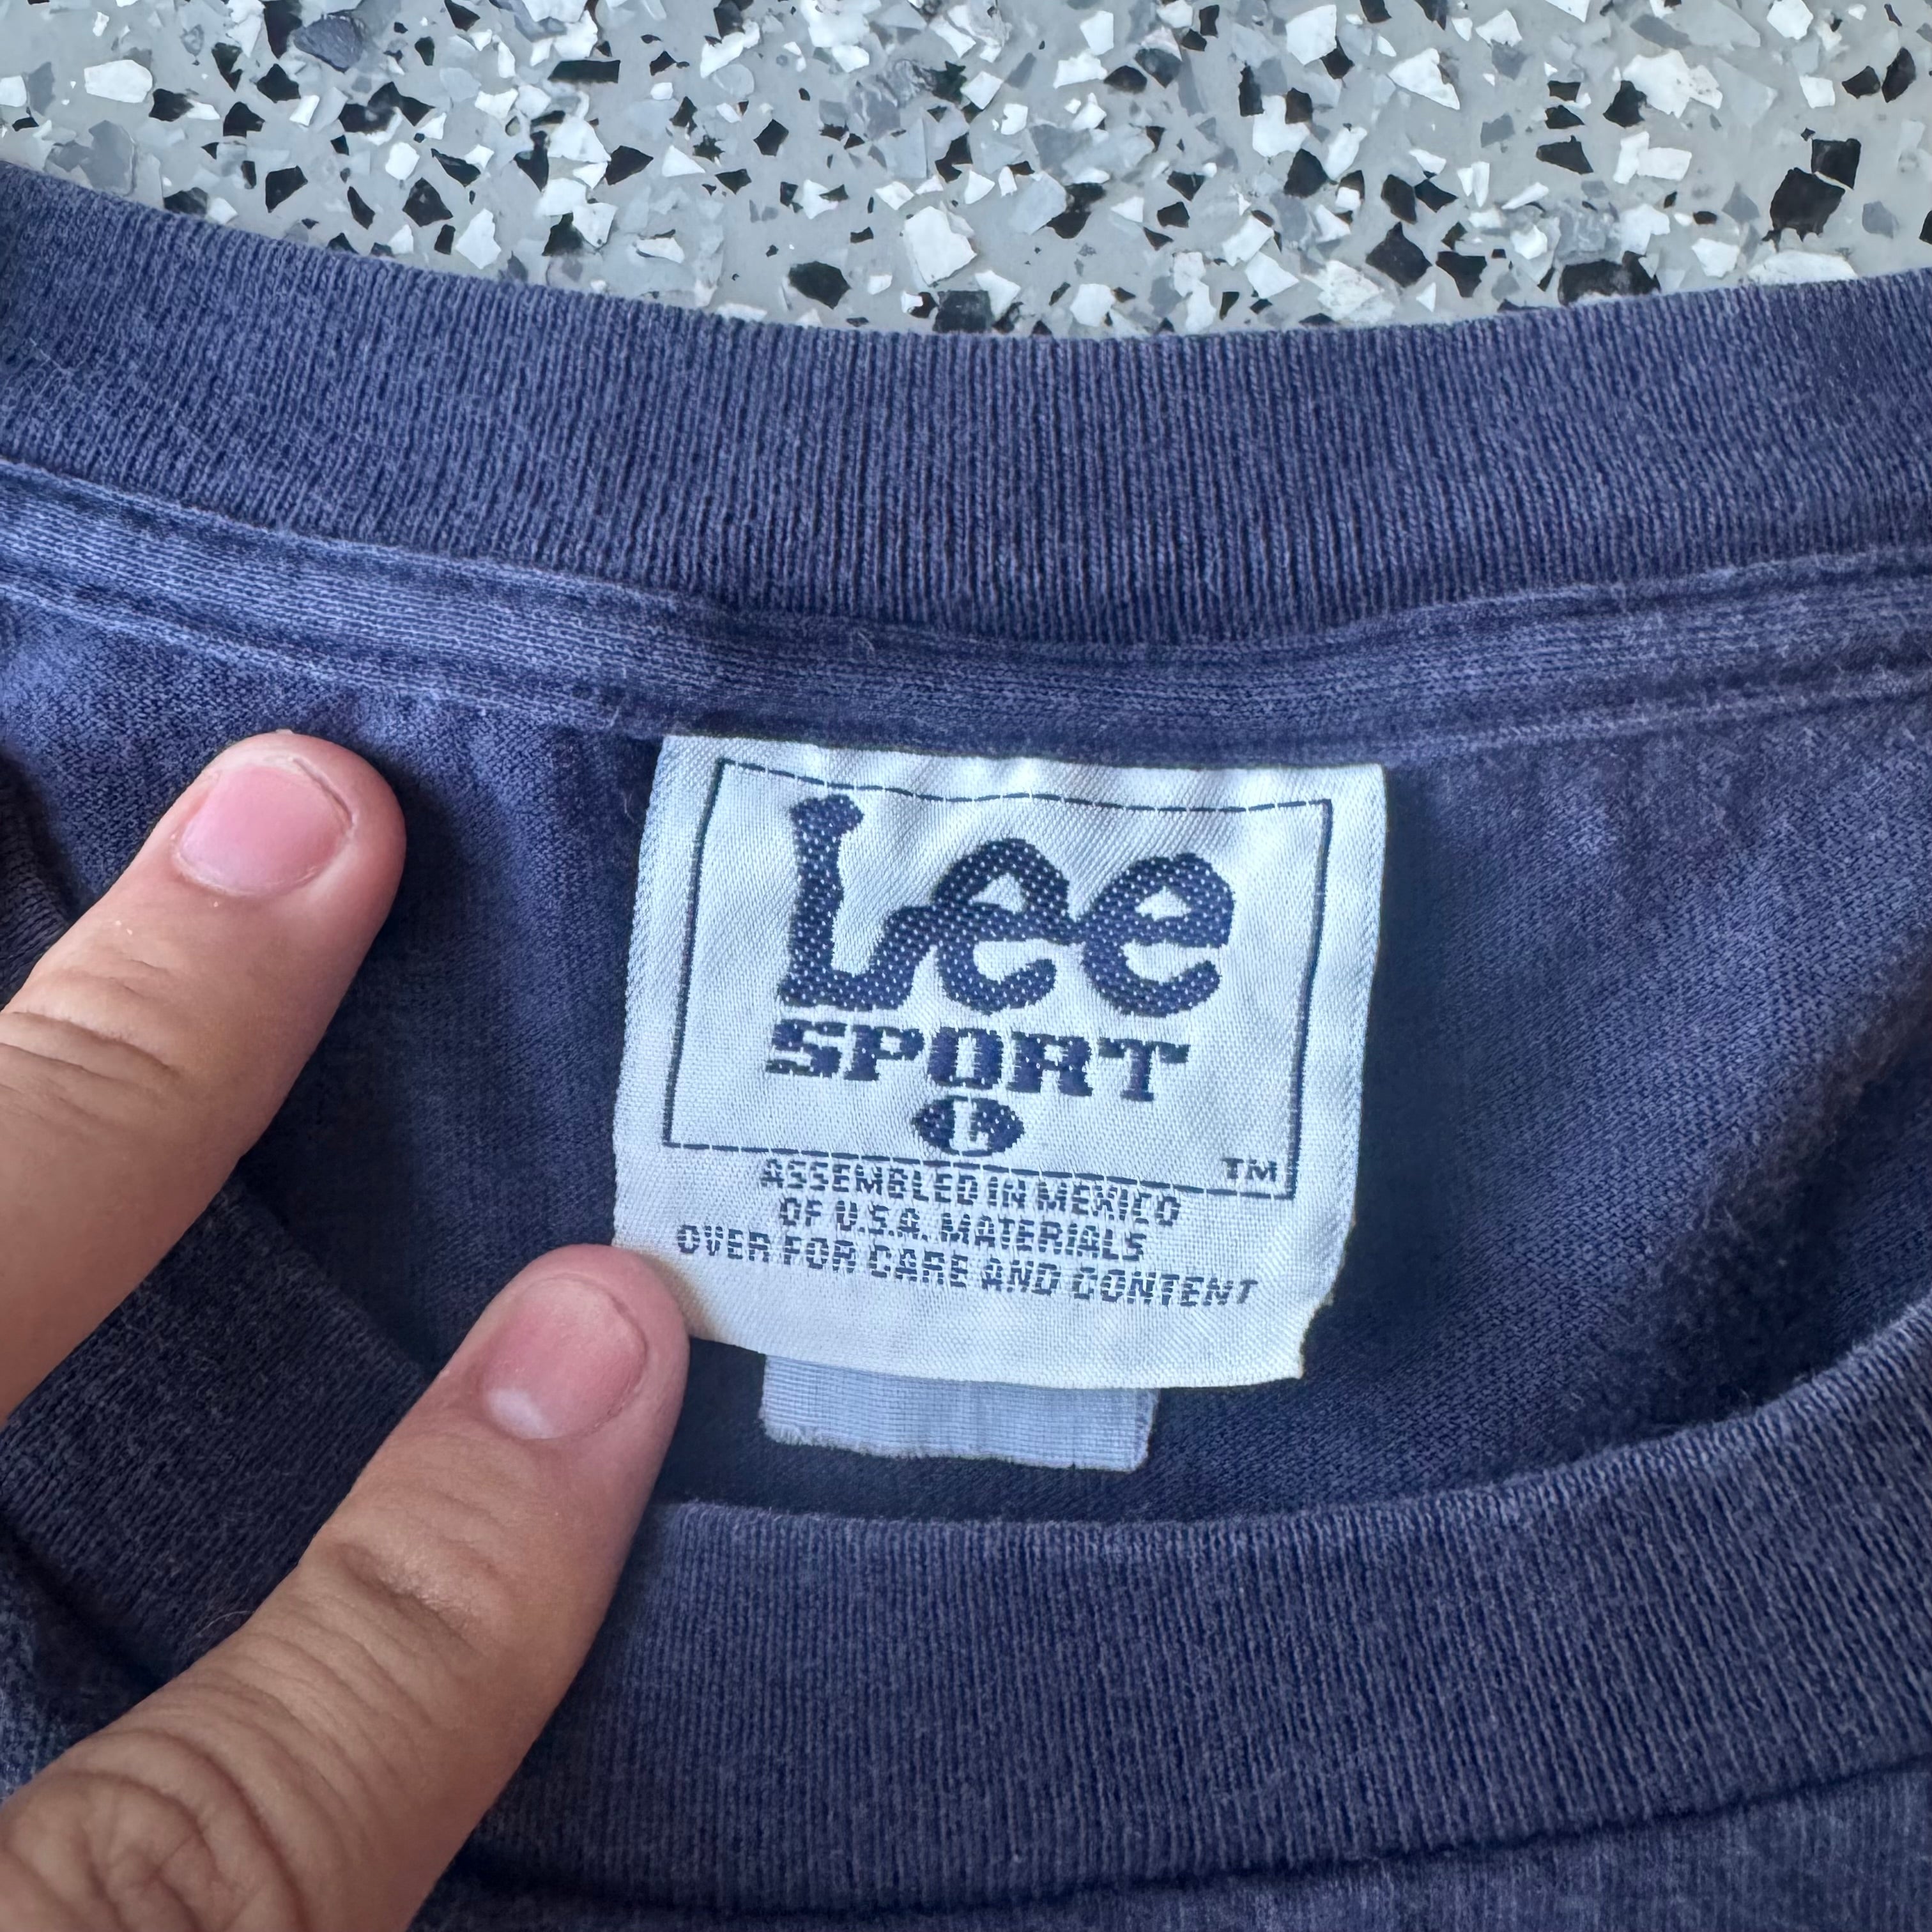 Lee
SPORT
TM
ASSEMBLED IN MEXICO
OF U.S.A. MATERIALS
OVER FOR CARE AND CONTENT